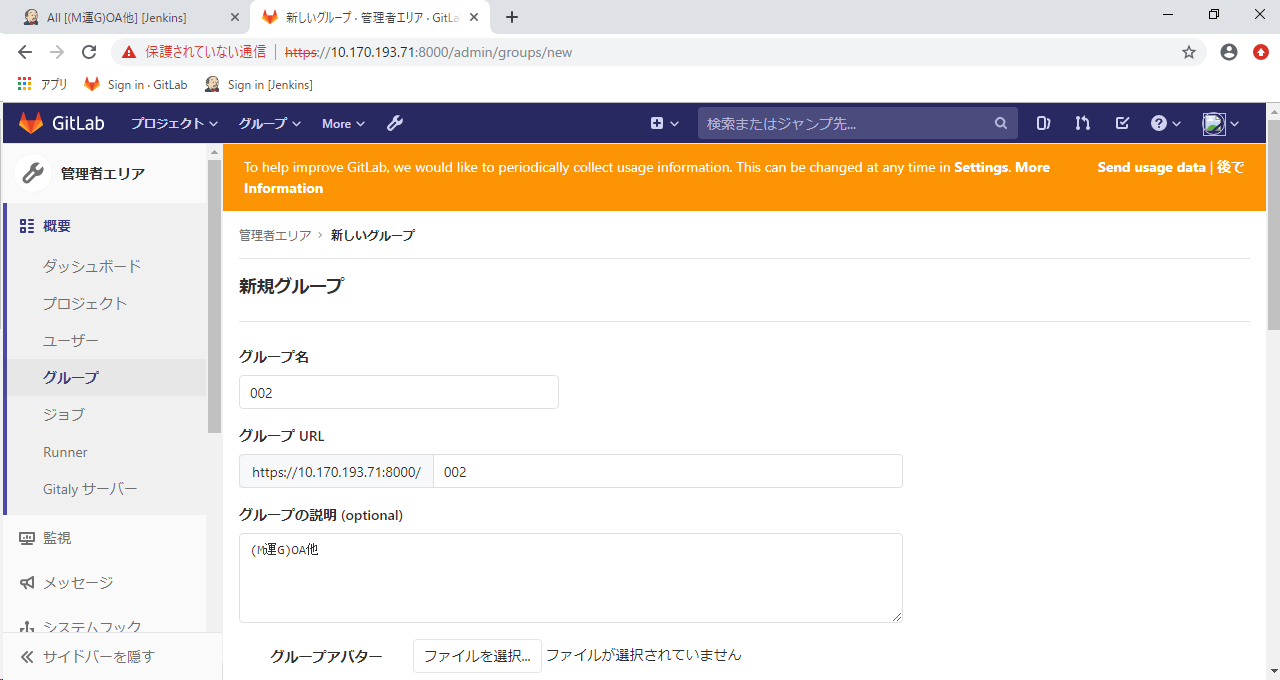 All [(M運G)OA他] [Jenkins]
新しいグループ · 管理者エリア · GitLa
保護されていない通信
https://10.170.193.71:8000/admin/groups/new
アプリ
Sign in · GitLab
Sign in [Jenkins]
GitLab
プロジェクト
グループ
More
検索またはジャンプ先...
管理者エリア
概要
ダッシュボード
プロジェクト
ユーザー
グループ
ジョブ
Runner
Gitaly サーバー
監視
メッセージ
システムフック
サイドバーを隠す
To help improve GitLab, we would like to periodically collect usage information. This can be changed at any time in Settings. More
Information
Send usage data | 後で
管理者エリア › 新しいグループ
新規グループ
グループ名
002
グループ URL
https://10.170.193.71:8000/ 002
グループの説明 (optional)
(M運G)OA他
グループアバター ファイルを選択... ファイルが選択されていません